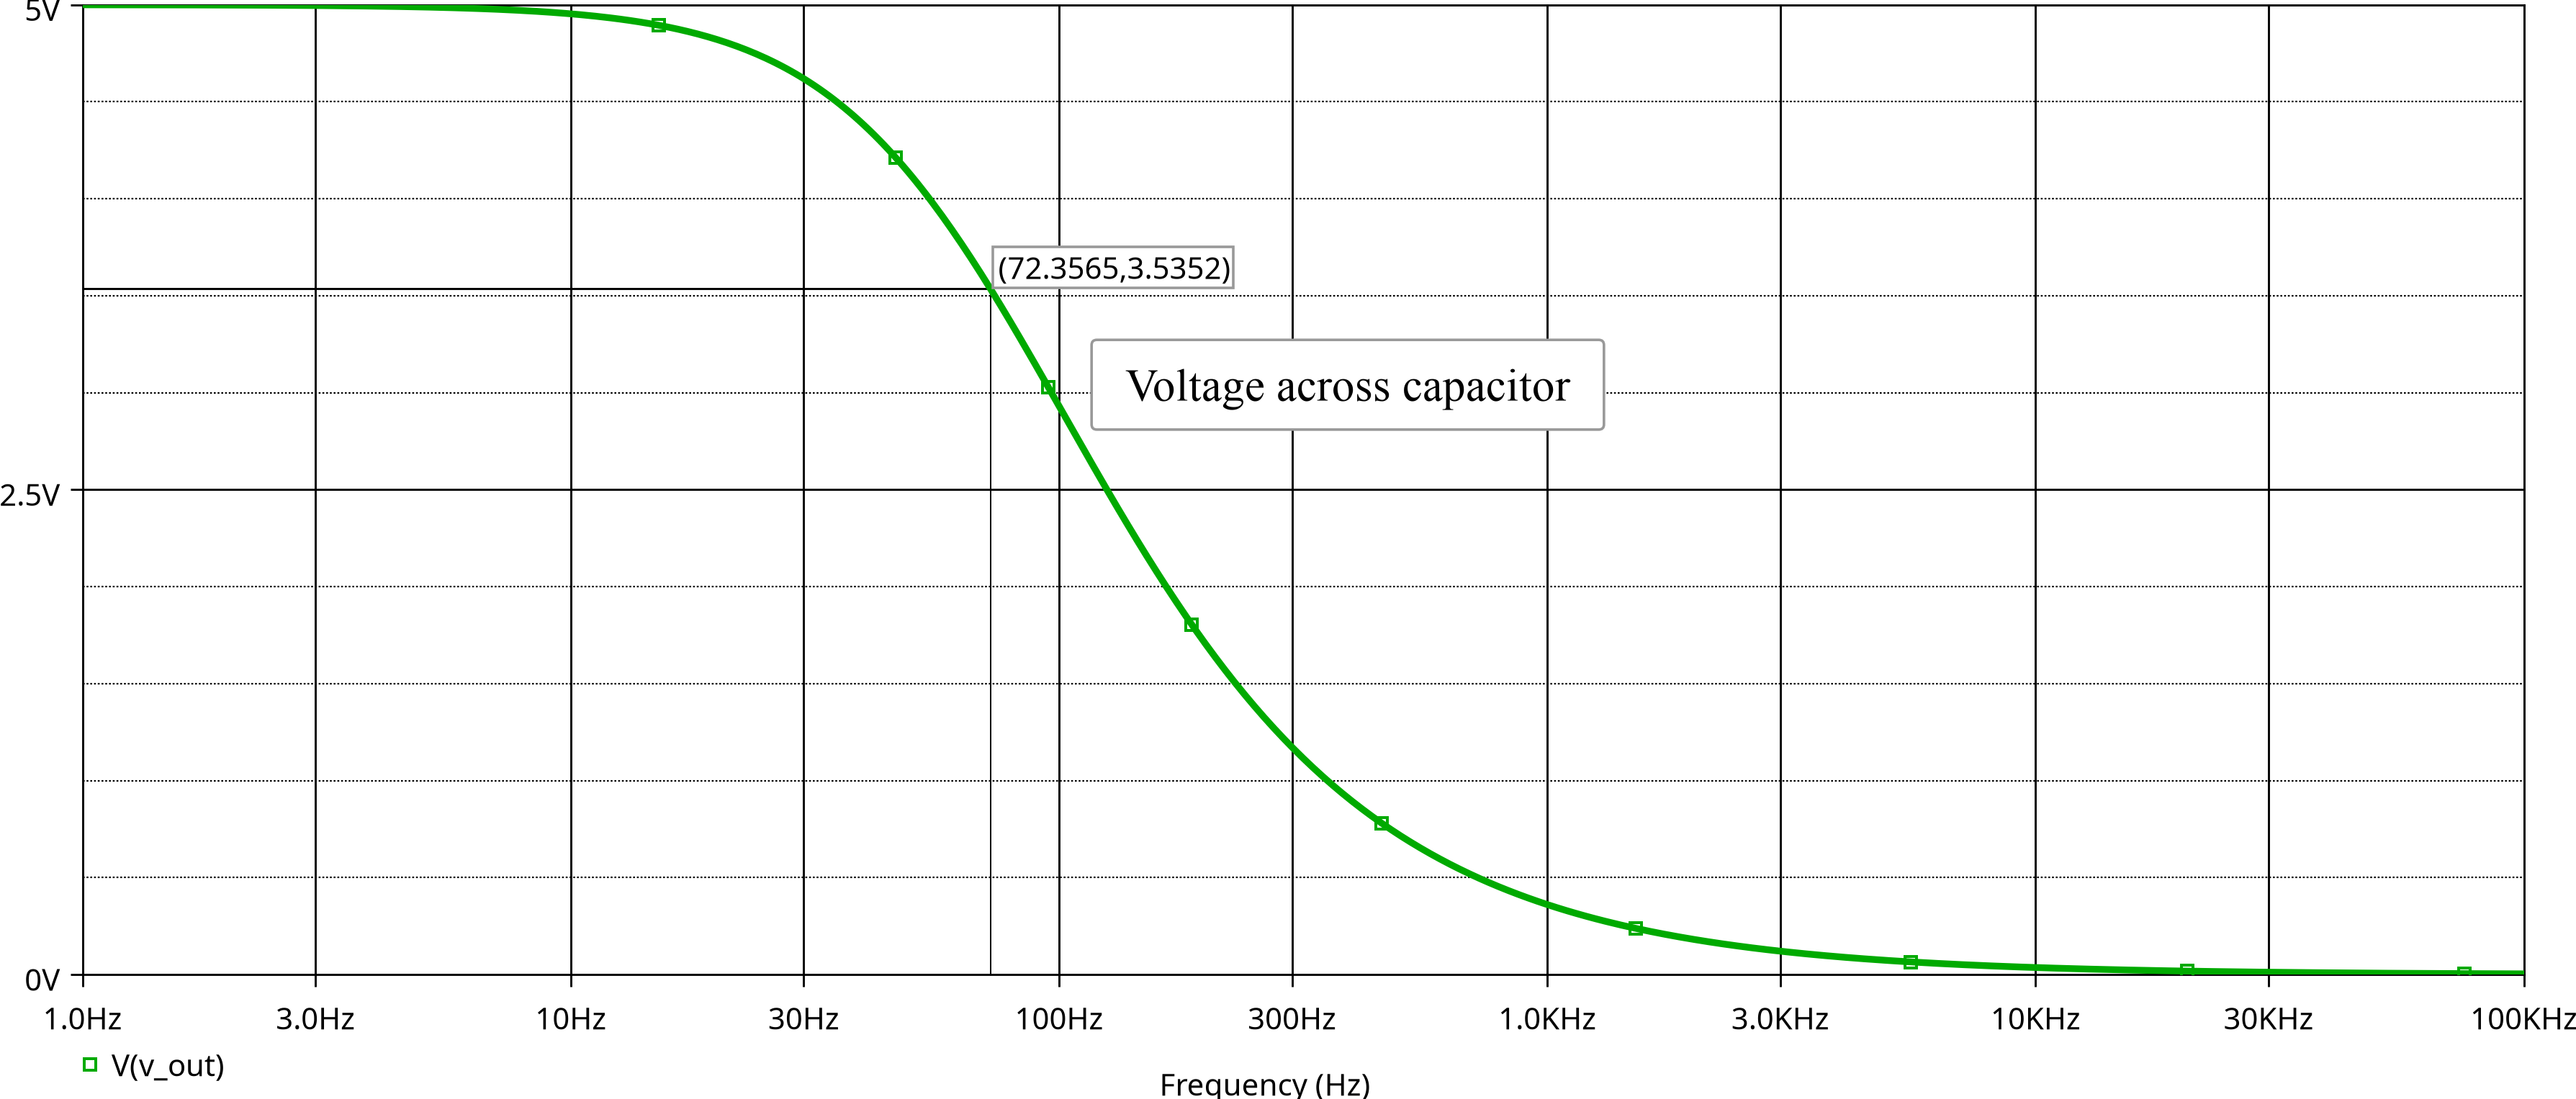 5V
(72.3565,3.5352)
Voltage across capacitor
2.5V
0V
1.0Hz 3.0Hz 10Hz 30Hz 100Hz 300Hz 1.0KHz 3.0KHz 10KHz 30KHz 100KHz
V(v_out)
Frequency (Hz)